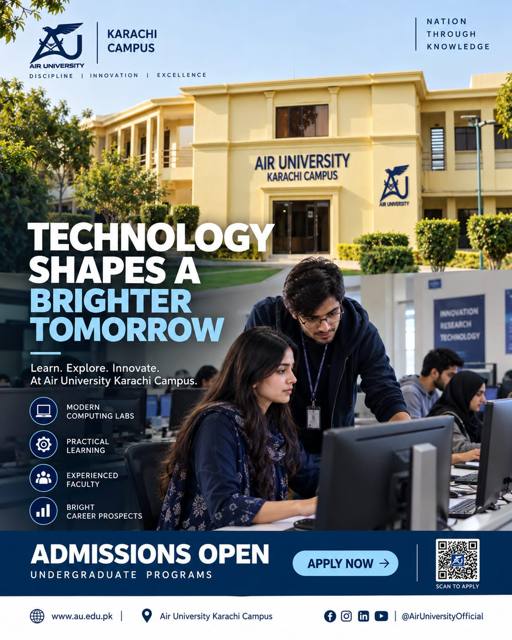 AU
AIR UNIVERSITY
KARACHI
CAMPUS
DISCIPLINE | INNOVATION | EXCELLENCE
NATION
THROUGH
KNOWLEDGE
AIR UNIVERSITY
KARACHI CAMPUS
AU
AIR UNIVERSITY
TECHNOLOGY
SHAPES A
BRIGHTER
TOMORROW
Learn. Explore. Innovate.
At Air University Karachi Campus.
INNOVATION
RESEARCH
TECHNOLOGY
MODERN
COMPUTING LABS
PRACTICAL
LEARNING
EXPERIENCED
FACULTY
BRIGHT
CAREER PROSPECTS
ADMISSIONS OPEN
UNDERGRADUATE PROGRAMS
APPLY NOW →
SCAN TO APPLY
www.au.edu.pk | Air University Karachi Campus | @AirUniversityOfficial